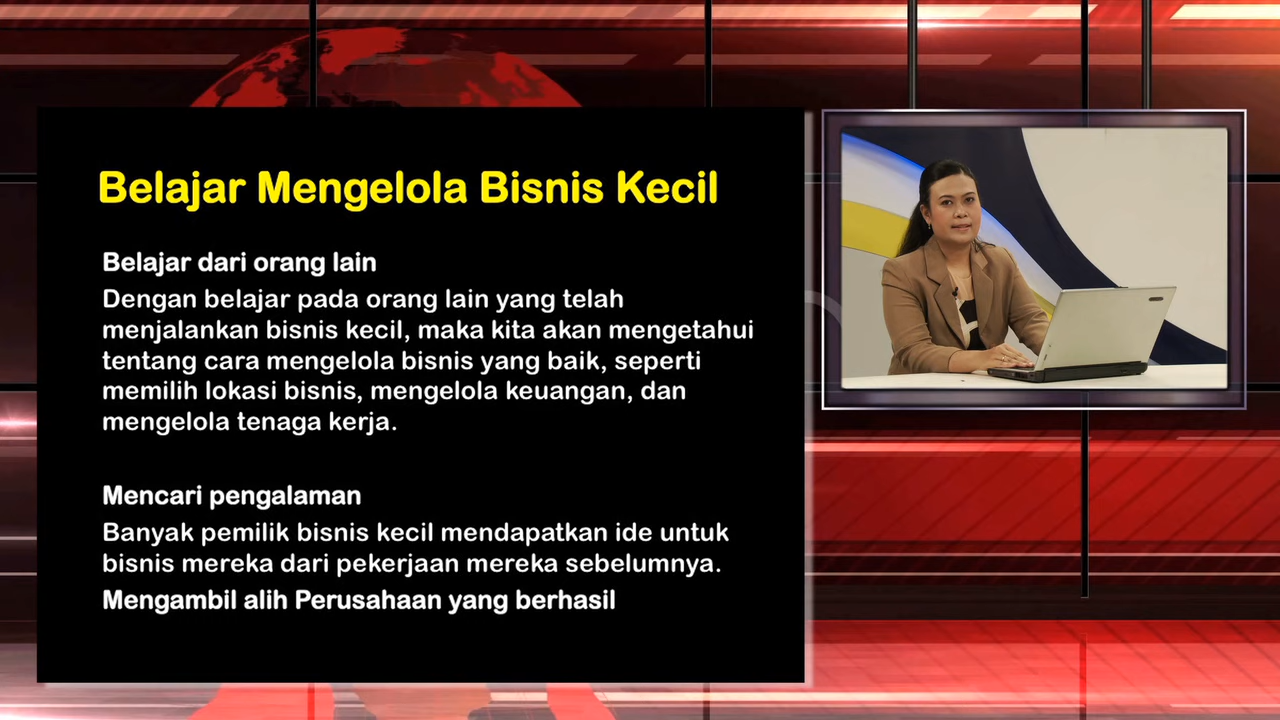 Belajar Mengelola Bisnis Kecil
Belajar dari orang lain
Dengan belajar pada orang lain yang telah
menjalankan bisnis kecil, maka kita akan mengetahui
tentang cara mengelola bisnis yang baik, seperti
memilih lokasi bisnis, mengelola keuangan, dan
mengelola tenaga kerja.
Mencari pengalaman
Banyak pemilik bisnis kecil mendapatkan ide untuk
bisnis mereka dari pekerjaan mereka sebelumnya.
Mengambil alih Perusahaan yang berhasil